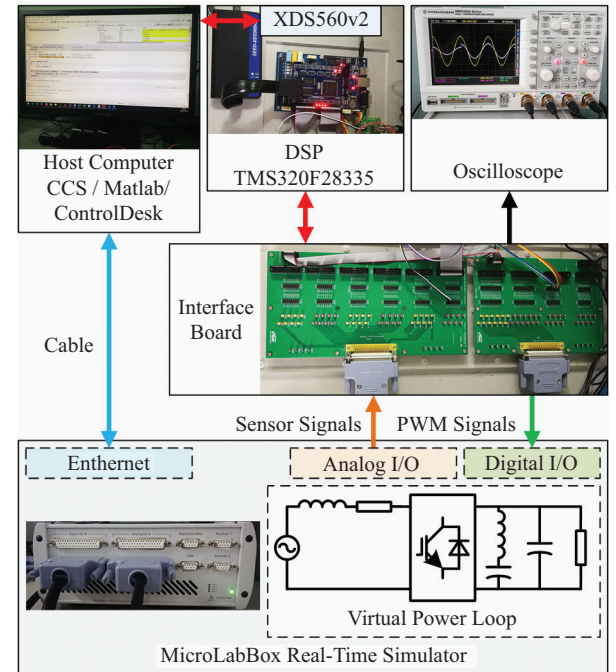 XDS560v2
Host Computer
CCS / Matlab/
ControlDesk
DSP
TMS320F28335
Oscilloscope
Interface
Board
Cable
Sensor Signals
PWM Signals
Enthernet
Analog I/O
Digital I/O
Virtual Power Loop
MicroLabBox Real-Time Simulator